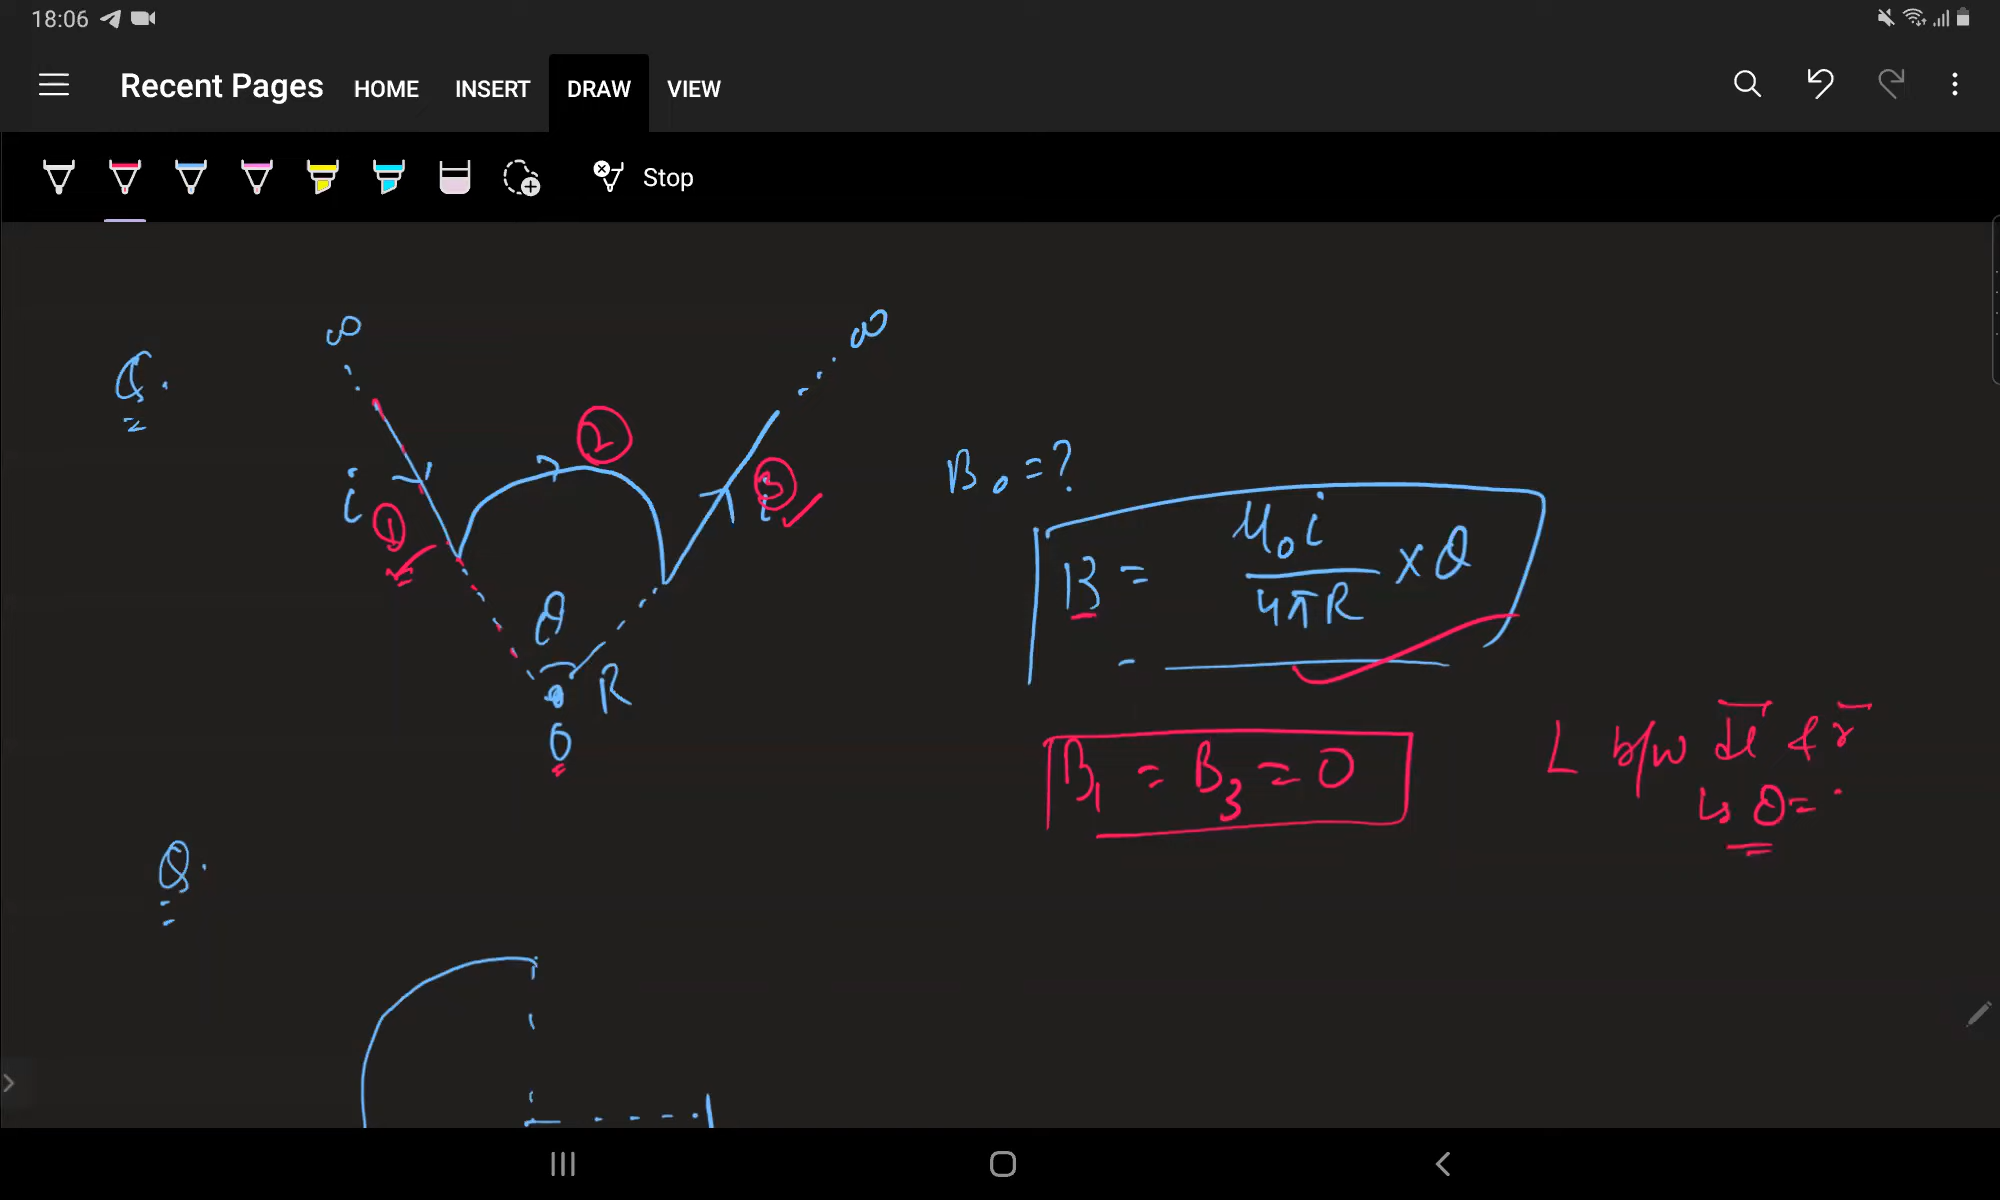 18:06
Recent Pages HOME INSERT DRAW VIEW
Stop
∞ ∞
Q.
2
i 1 3 i
B₀ = ?
B = μ₀i / 4πR × θ
θ
R
O
B₁ = B₃ = 0
∠ b/w dl & r
is θ =
Q.